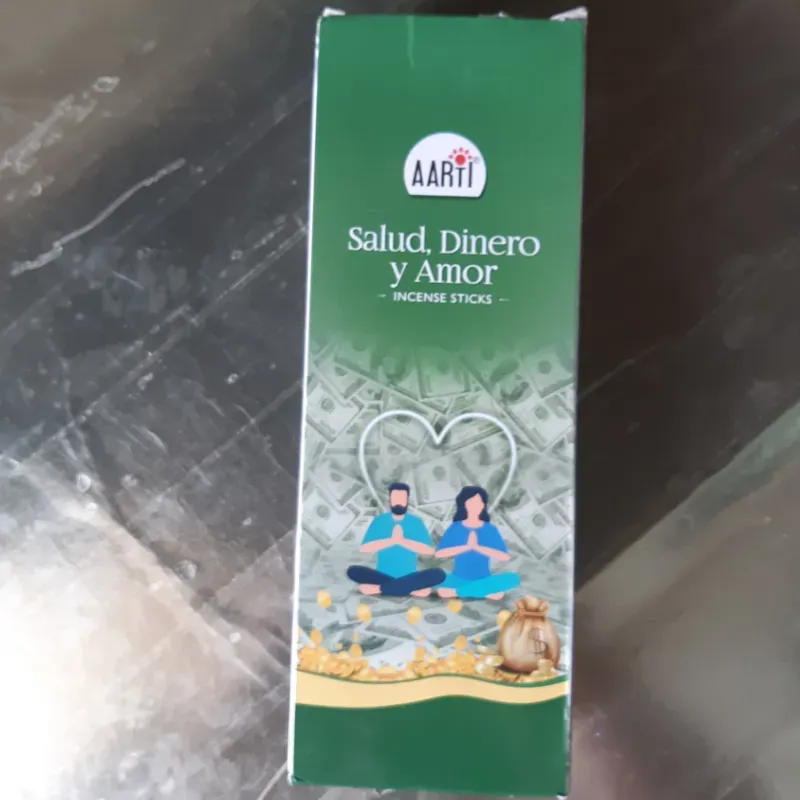 AARTI®
Salud, Dinero
y Amor
INCENSE STICKS
$